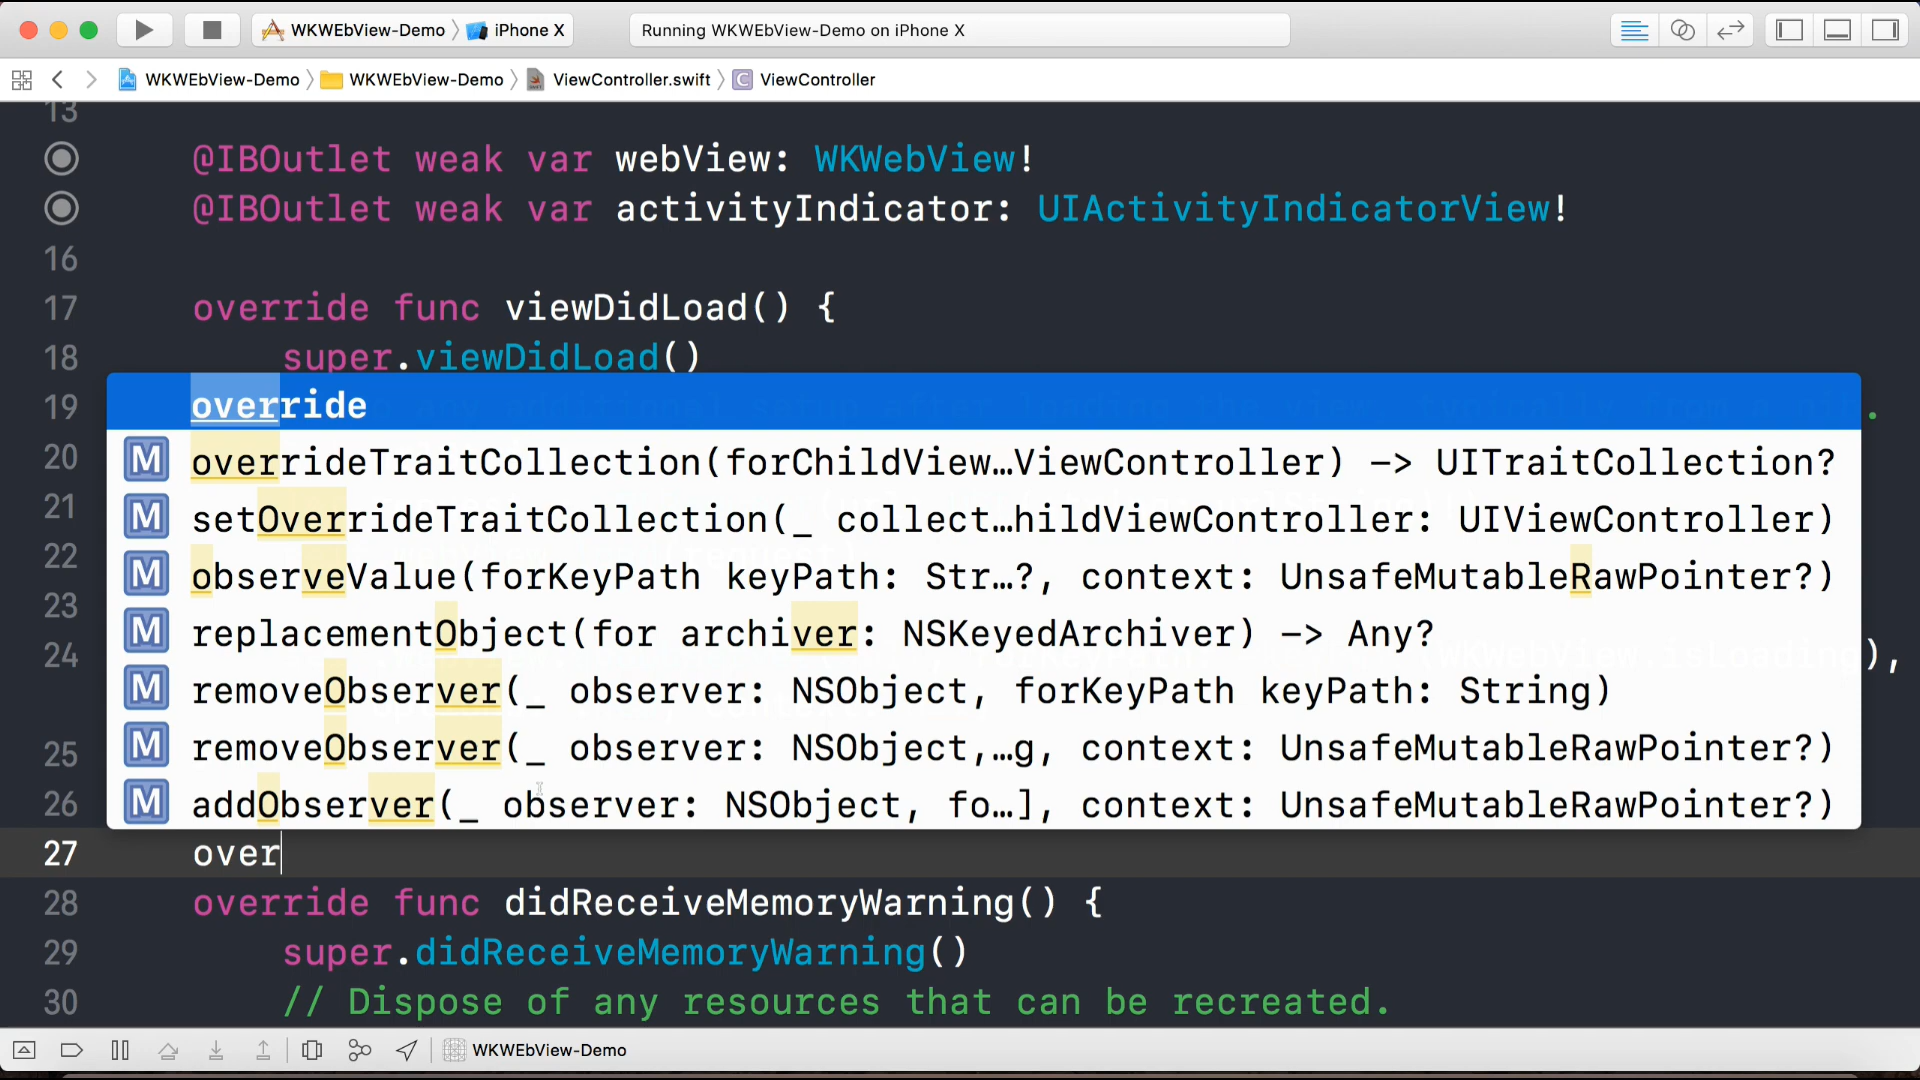 WKWEbView-Demo iPhone X Running WKWEbView-Demo on iPhone X
WKWEbView-Demo WKWEbView-Demo ViewController.swift C ViewController
13
@IBOutlet weak var webView: WKWebView!
@IBOutlet weak var activityIndicator: UIActivityIndicatorView!
16
17 override func viewDidLoad() {
18 super.viewDidLoad()
19 override
20 M overrideTraitCollection(forChildView…ViewController) -> UITraitCollection?
21 M setOverrideTraitCollection(_ collect…hildViewController: UIViewController)
22 M observeValue(forKeyPath keyPath: Str…?, context: UnsafeMutableRawPointer?)
23 M replacementObject(for archiver: NSKeyedArchiver) -> Any?
24 (WKWebView.isLoading),
M removeObserver(_ observer: NSObject, forKeyPath keyPath: String)
25 M removeObserver(_ observer: NSObject,…g, context: UnsafeMutableRawPointer?)
26 M addObserver(_ observer: NSObject, fo…], context: UnsafeMutableRawPointer?)
27 over
28 override func didReceiveMemoryWarning() {
29 super.didReceiveMemoryWarning()
30 // Dispose of any resources that can be recreated.
WKWEbView-Demo